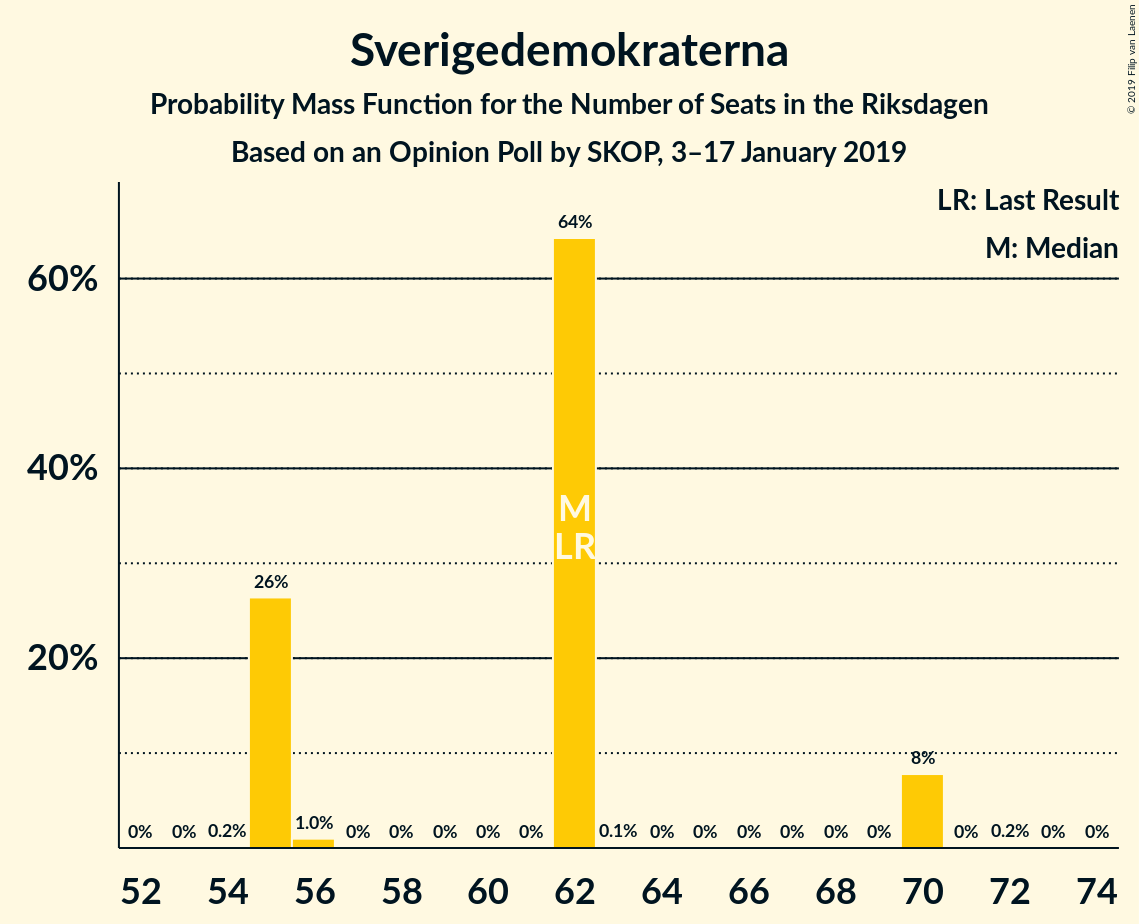 Sverigedemokraterna
Probability Mass Function for the Number of Seats in the Riksdagen
Based on an Opinion Poll by SKOP, 3–17 January 2019
© 2019 Filip van Laenen
LR: Last Result
M: Median
60%
40%
20%
0% 0% 0.2% 26% 1.0% 0% 0% 0% 0% 0% 64% 0.1% 0% 0% 0% 0% 0% 0% 8% 0% 0.2% 0% 0%
M
LR
52 54 56 58 60 62 64 66 68 70 72 74